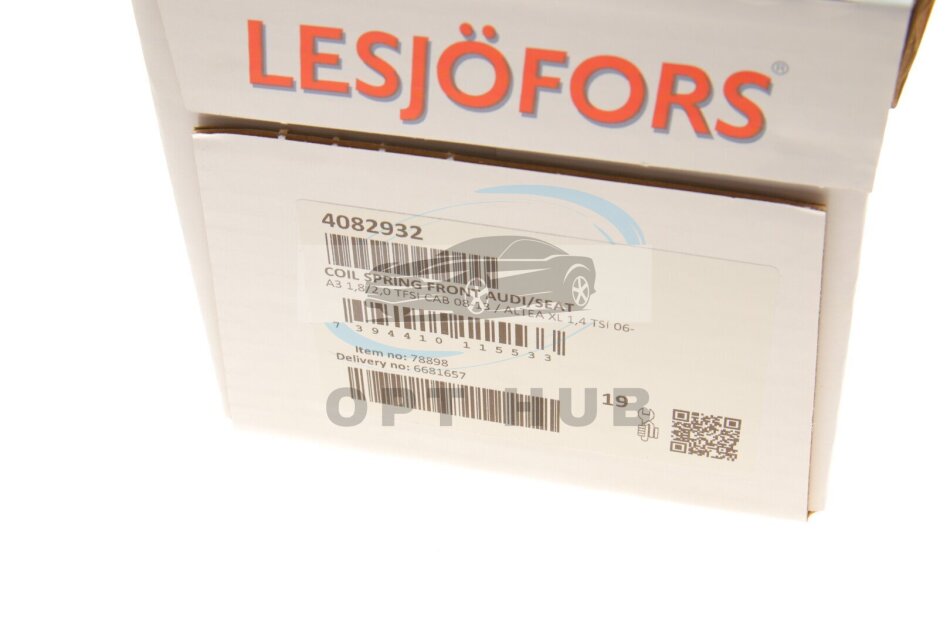 LESJÖFORS®
4082932
COIL SPRING FRONT AUDI/SEAT
A3 1,8/2,0 TFSI CAB 08-13 / ALTEA XL 1,4 TSI 06-
7 394410 115533
Item no: 78898
Delivery no: 6681657
19
OPT HUB